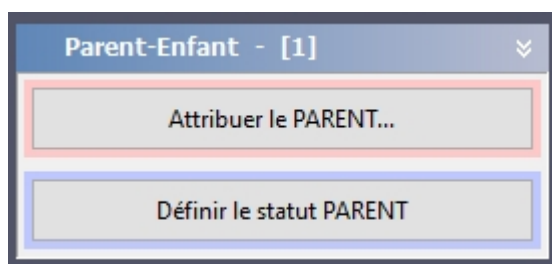 Parent-Enfant - [1]
Attribuer le PARENT...
Définir le statut PARENT